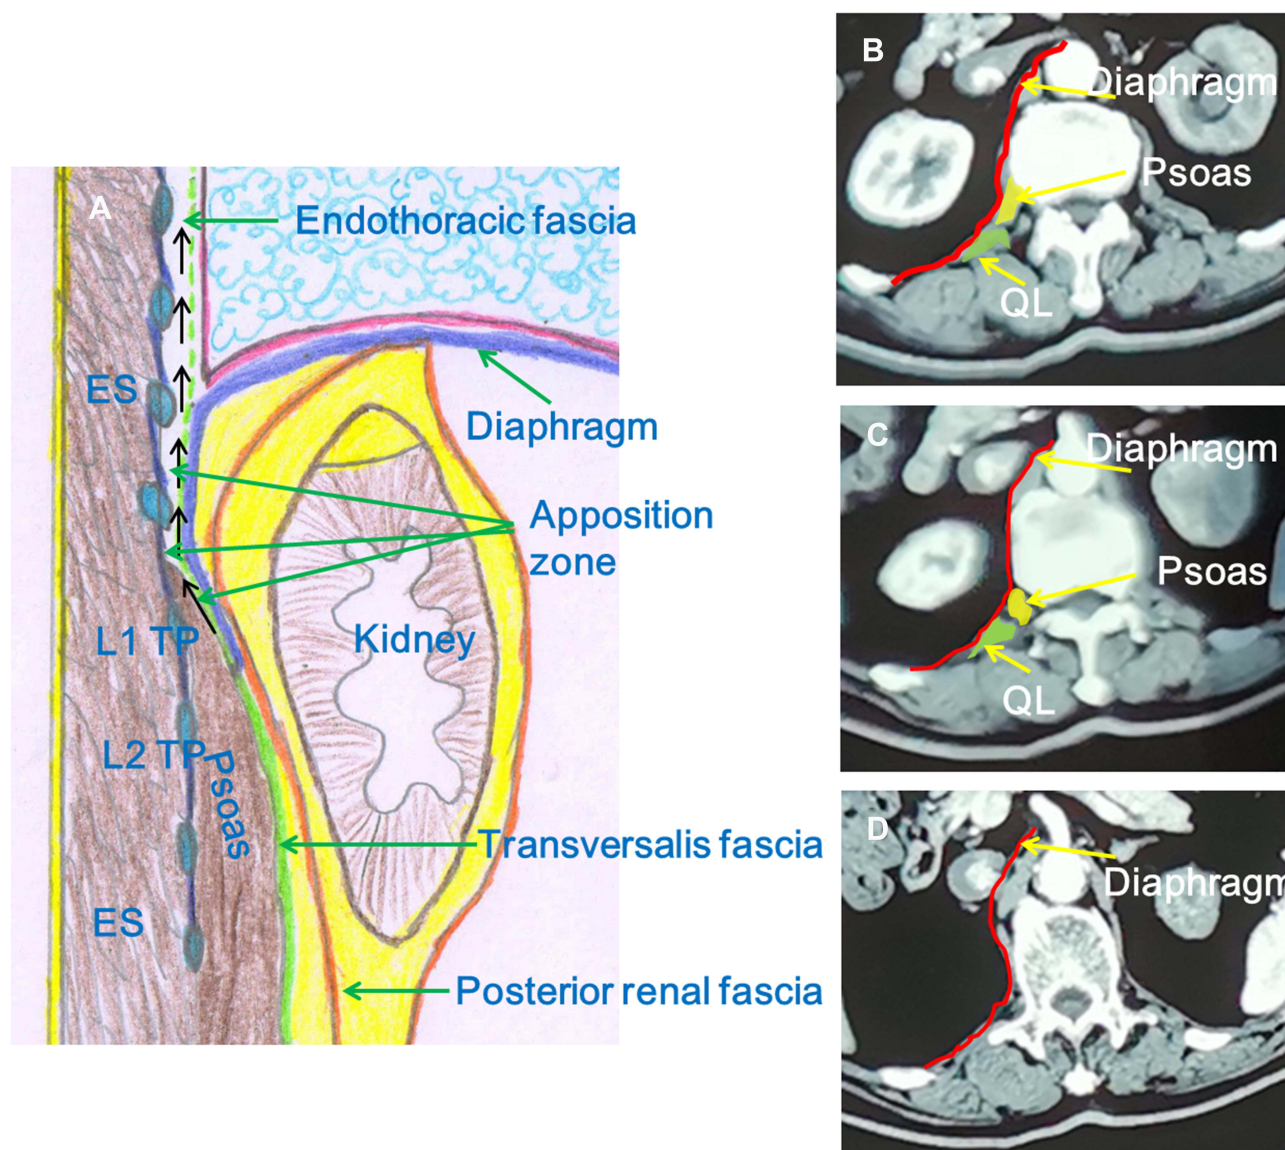 A
Endothoracic fascia
ES
Diaphragm
Apposition
zone
L1 TP
Kidney
L2 TP
Psoas
Transversalis fascia
ES
Posterior renal fascia
B
Diaphragm
Psoas
QL
C
Diaphragm
Psoas
QL
D
Diaphragm